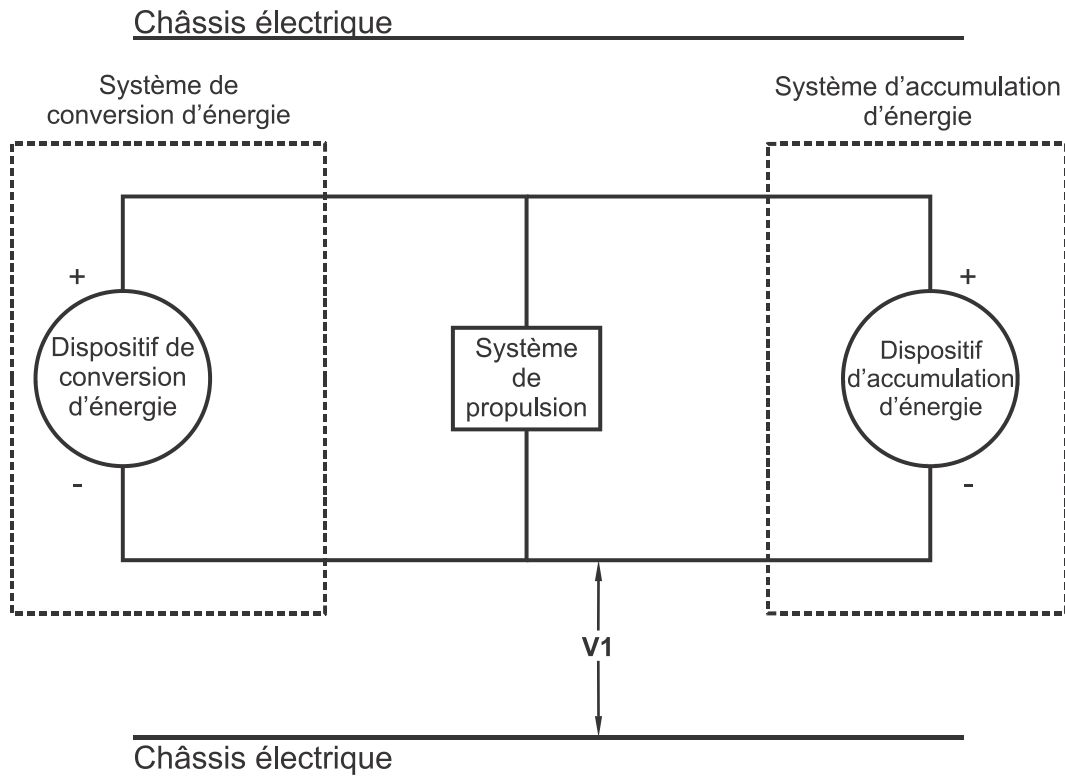 Châssis électrique
Système de
conversion d'énergie
Système d'accumulation
d'énergie
+
+
Dispositif de
conversion
d'énergie
Système
de
propulsion
Dispositif
d'accumulation
d'énergie
-
-
V1
Châssis électrique